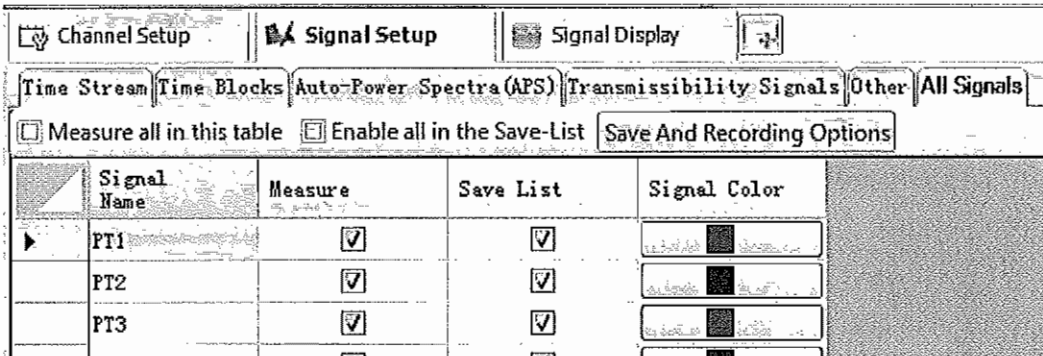 Channel Setup Signal Setup Signal Display
Time Stream Time Blocks Auto-Power Spectra(APS) Transmissibility Signals Other All Signals
Measure all in this table Enable all in the Save-List Save And Recording Options
Signal Name Measure Save List Signal Color
PT1
PT2
PT3